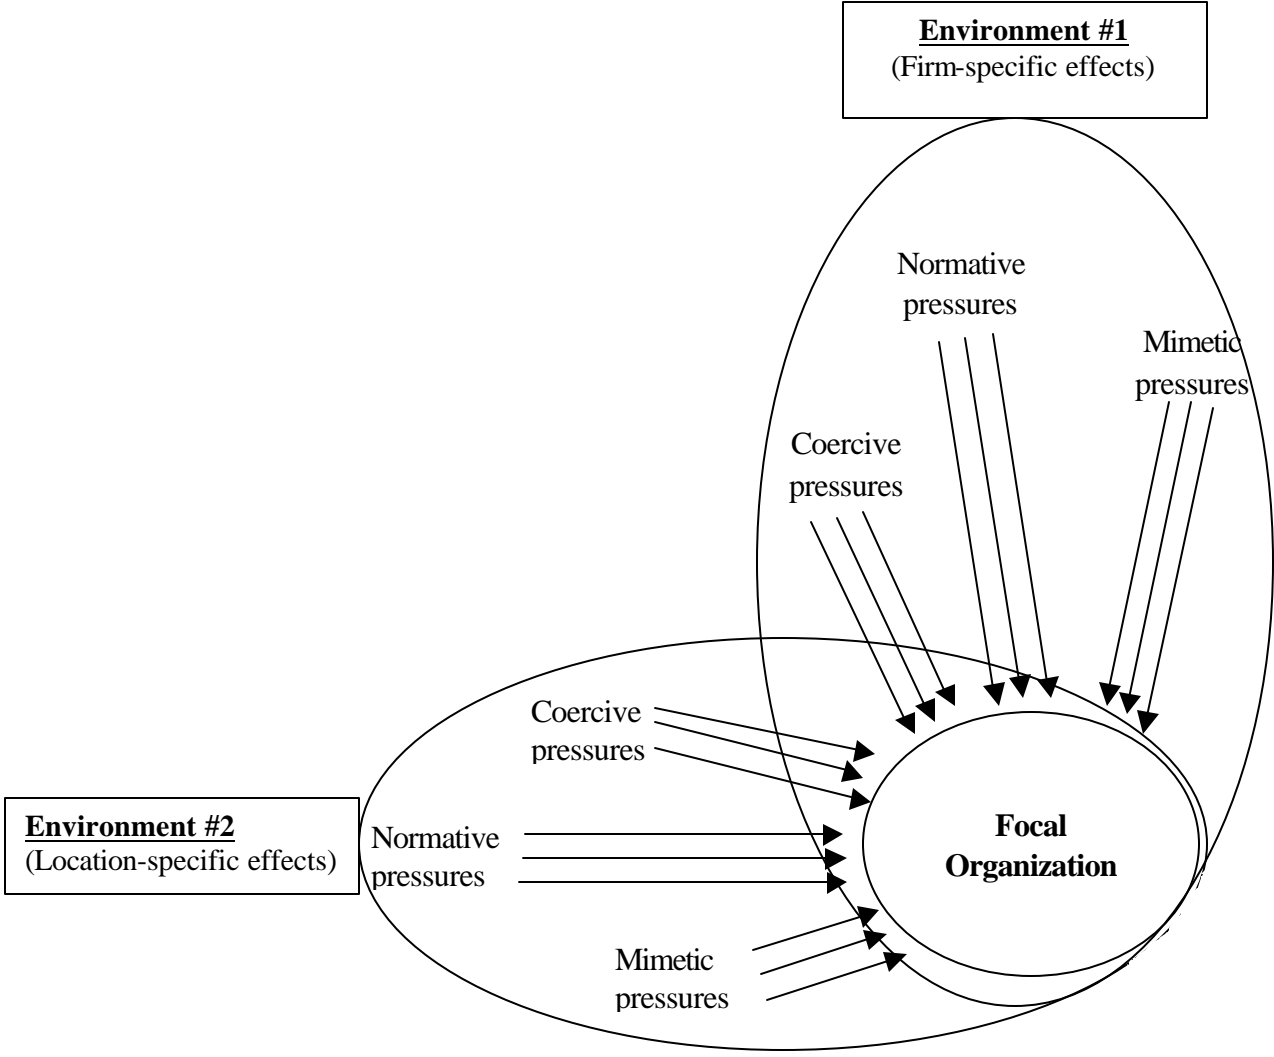 Environment #1
(Firm-specific effects)
Normative
pressures
Mimetic
pressures
Coercive
pressures
Coercive
pressures
Environment #2
(Location-specific effects)
Normative
pressures
Focal
Organization
Mimetic
pressures